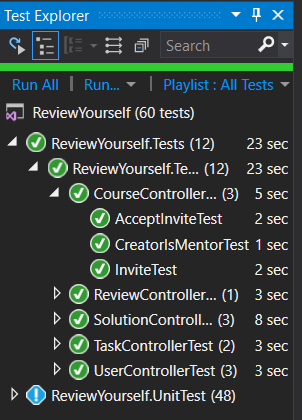 Test Explorer
Search
Run All | Run... | Playlist : All Tests
ReviewYourself (60 tests)
ReviewYourself.Tests (12) 23 sec
ReviewYourself.Te... (12) 23 sec
CourseController... (3) 5 sec
AcceptInviteTest 2 sec
CreatorIsMentorTest 1 sec
InviteTest 2 sec
ReviewController... (1) 3 sec
SolutionControll... (3) 8 sec
TaskControllerTest (2) 3 sec
UserControllerTest (3) 3 sec
ReviewYourself.UnitTest (48)